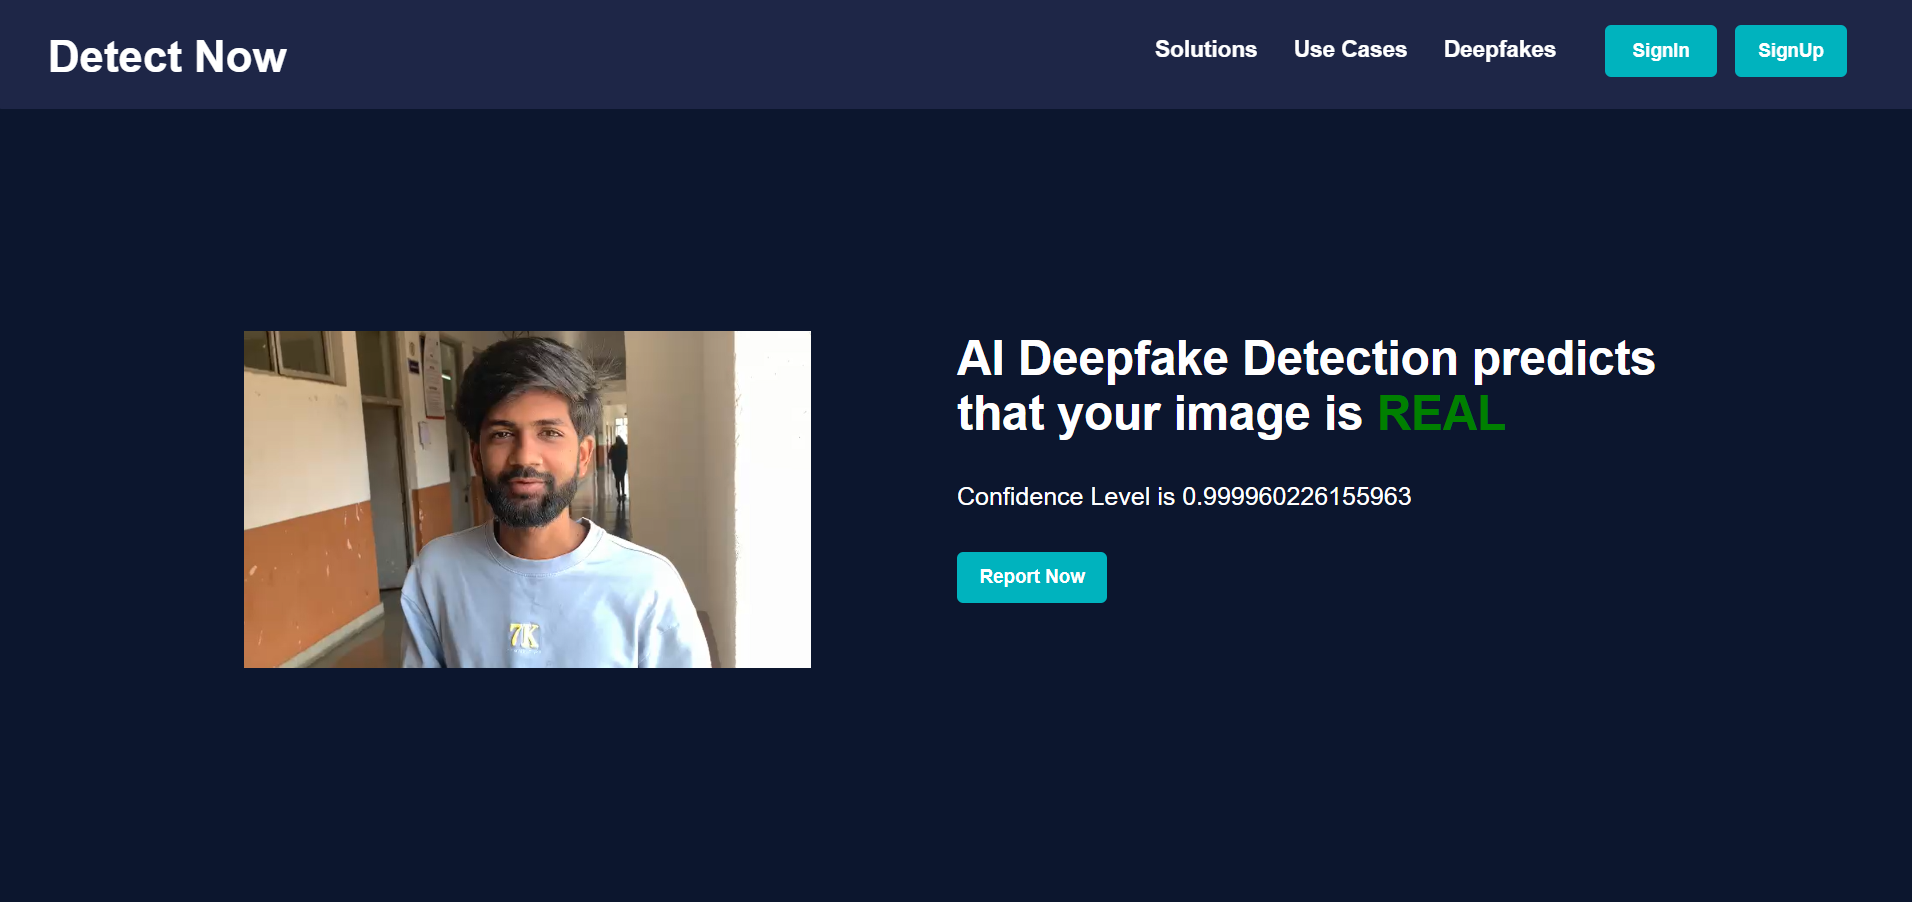 Detect Now
Solutions Use Cases Deepfakes SignIn SignUp
AI Deepfake Detection predicts
that your image is REAL
Confidence Level is 0.999960226155963
Report Now
7K